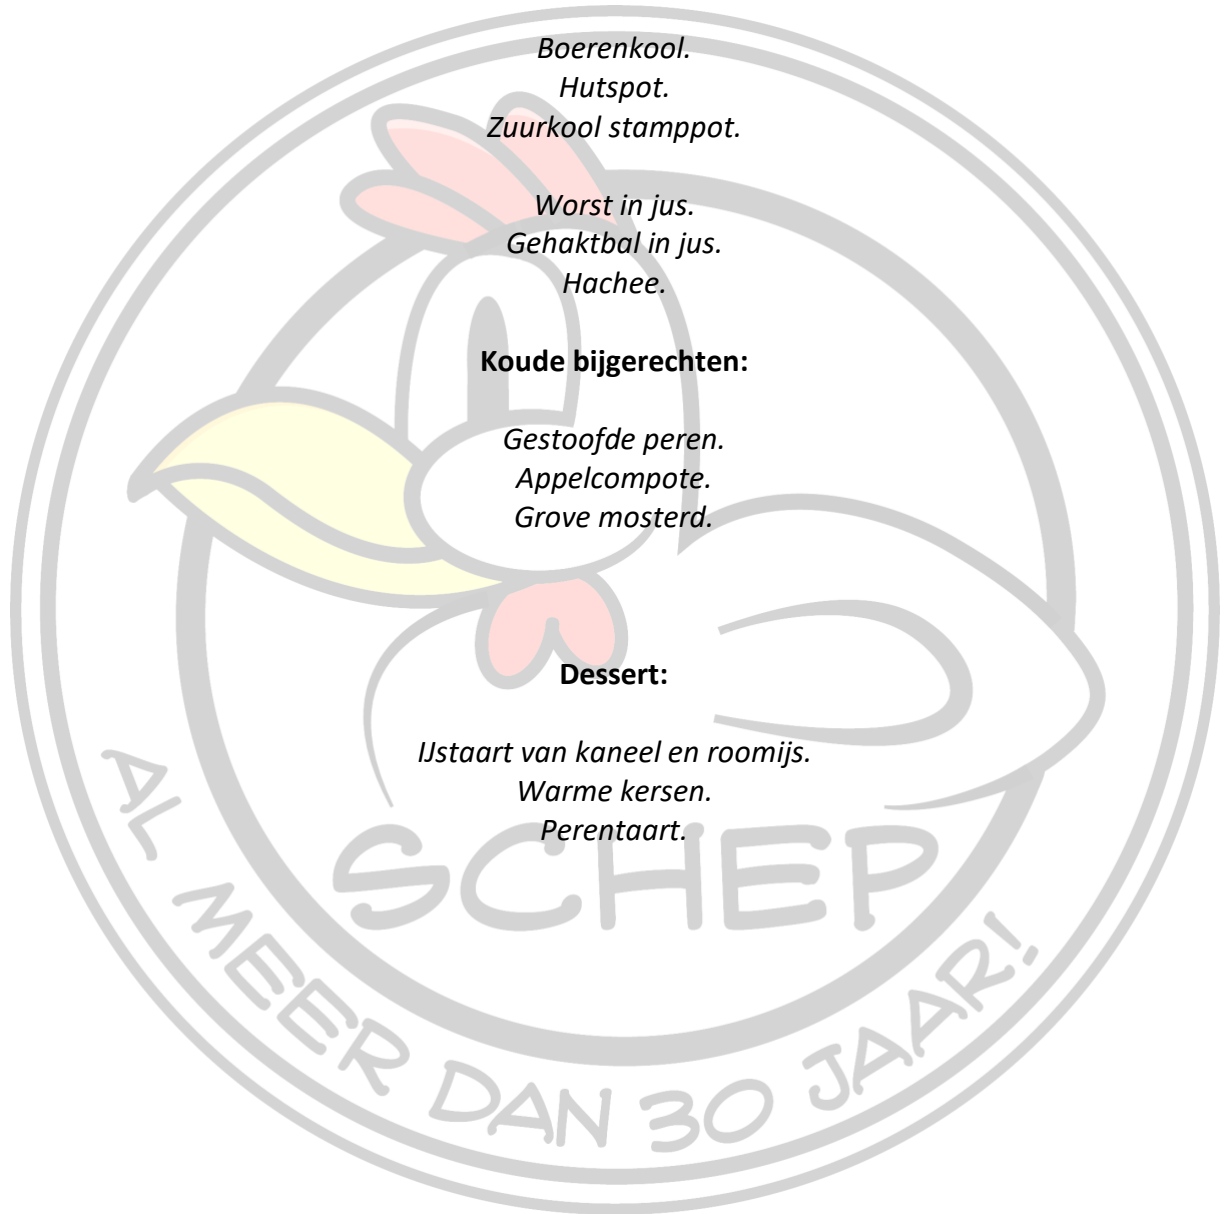 Boerenkool.
Hutspot.
Zuurkool stamppot.
Worst in jus.
Gehaktbal in jus.
Hachee.
Koude bijgerechten:
Gestoofde peren.
Appelcompote.
Grove mosterd.
Dessert:
IJstaart van kaneel en roomijs.
Warme kersen.
Perentaart.
SCHEP
AL MEER DAN 30 JAAR!